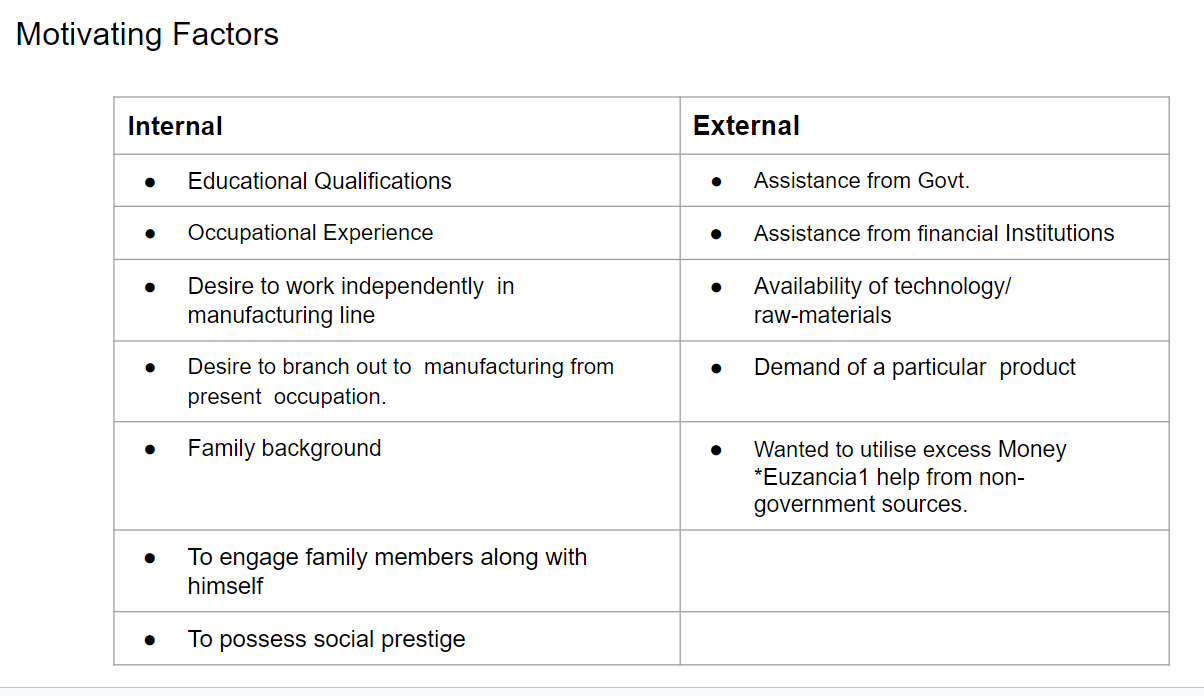 Motivating Factors
Internal
External
● Educational Qualifications
● Assistance from Govt.
● Occupational Experience
● Assistance from financial Institutions
● Desire to work independently  in
manufacturing line
● Availability of technology/
raw-materials
● Desire to branch out to  manufacturing from
present  occupation.
● Demand of a particular  product
● Family background
● Wanted to utilise excess Money
*Euzancia1 help from non-
government sources.
● To engage family members along with
himself
● To possess social prestige